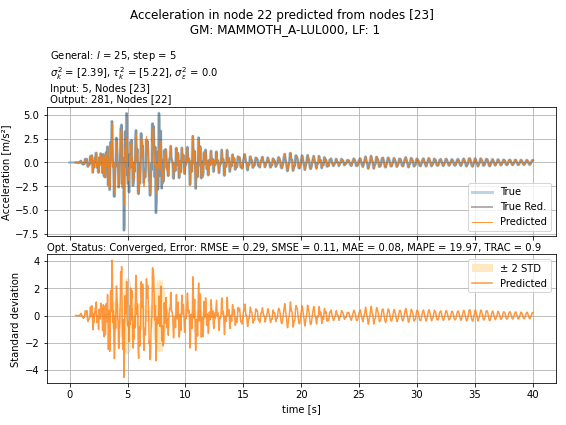 Acceleration in node 22 predicted from nodes [23]
GM: MAMMOTH_A-LUL000, LF: 1
General: l = 25, step = 5
σ²ₖ = [2.39], τ²ₖ = [5.22], σ²ε = 0.0
Input: 5, Nodes [23]
Output: 281, Nodes [22]
Acceleration [m/s²]
5.0
2.5
0.0
−2.5
−5.0
−7.5
True
True Red.
Predicted
Opt. Status: Converged, Error: RMSE = 0.29, SMSE = 0.11, MAE = 0.08, MAPE = 19.97, TRAC = 0.9
Standard deviation
4
2
0
−2
−4
± 2 STD
Predicted
0 5 10 15 20 25 30 35 40
time [s]